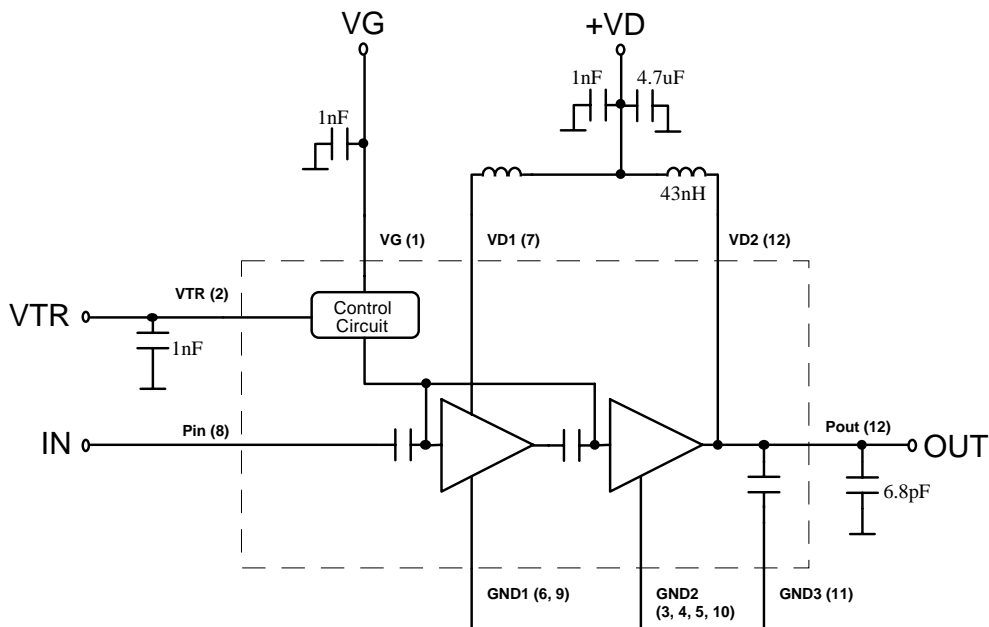 VG
+VD
1nF
4.7uF
1nF
43nH
VG (1)
VD1 (7)
VD2 (12)
VTR
VTR (2)
Control
Circuit
1nF
IN
Pin (8)
Pout (12)
OUT
6.8pF
GND1 (6, 9)
GND2
(3, 4, 5, 10)
GND3 (11)